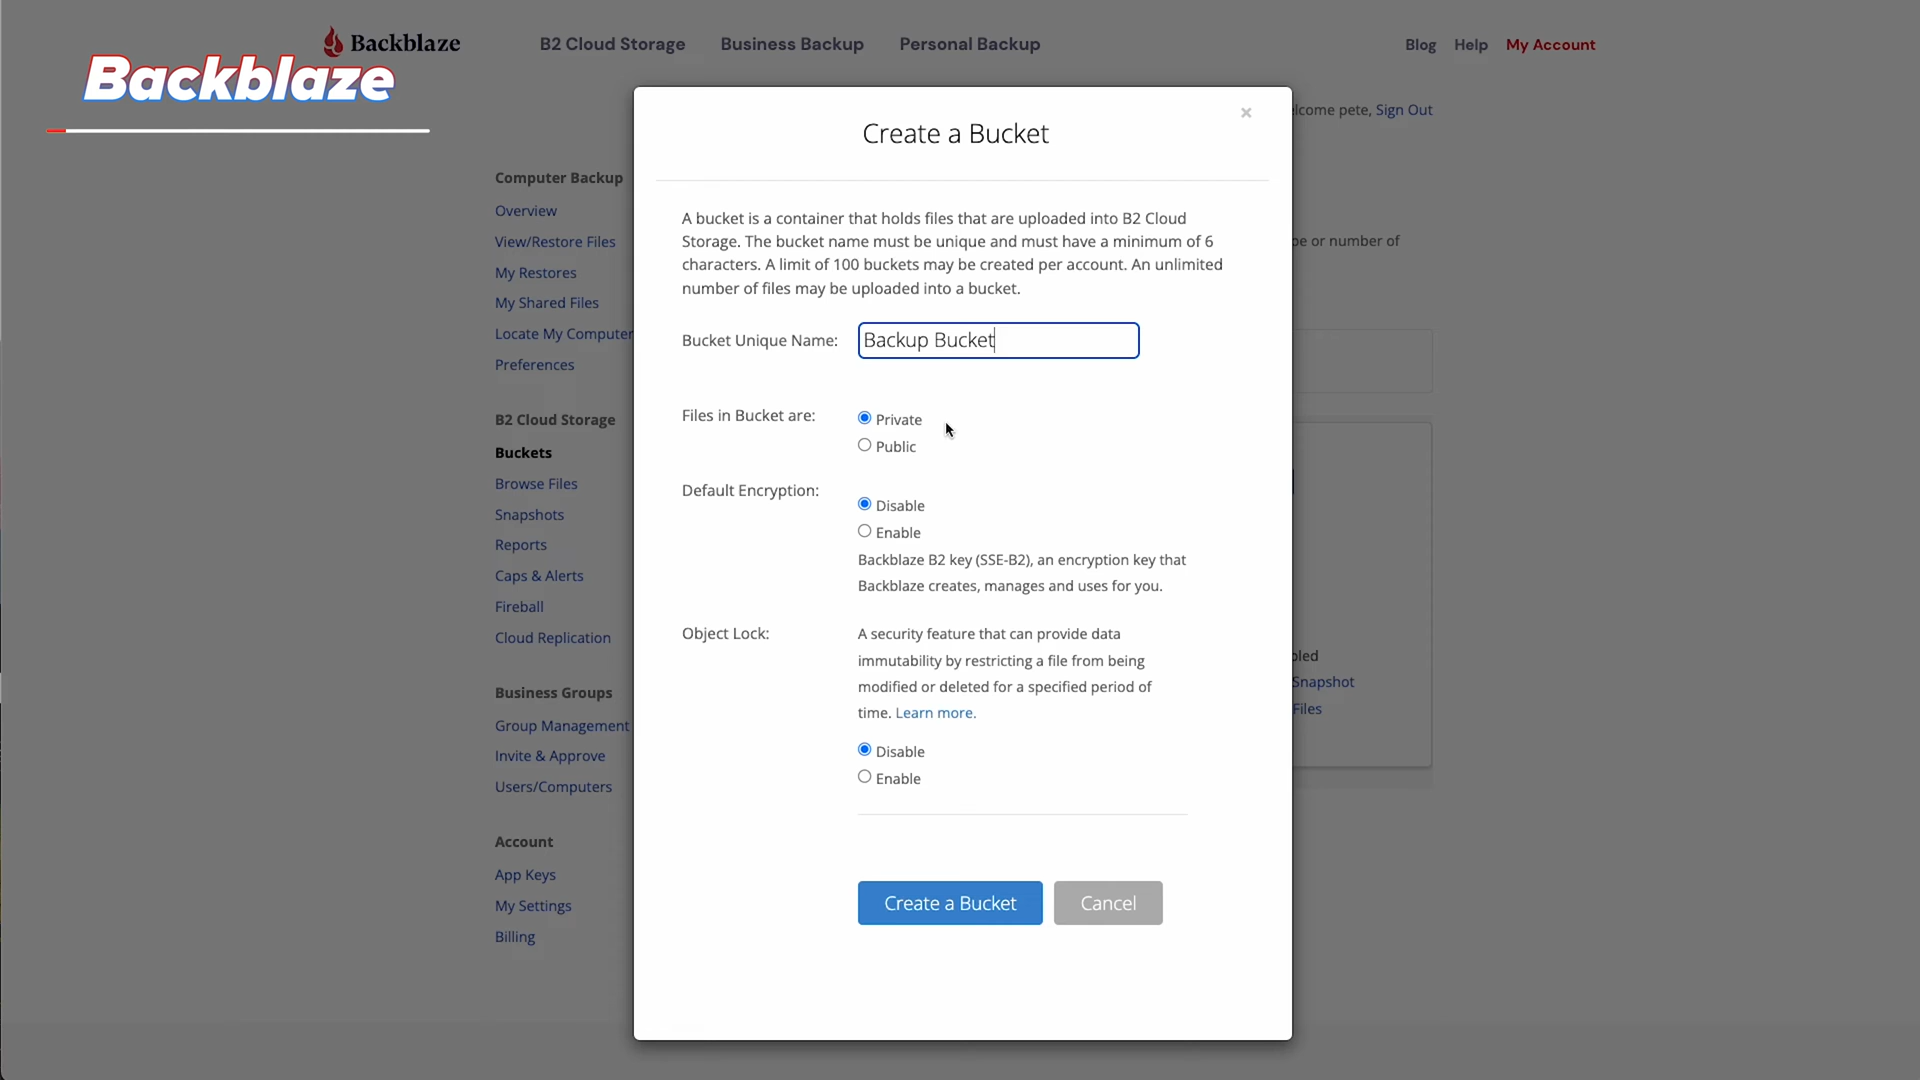 Backblaze
Backblaze
B2 Cloud Storage
Business Backup
Personal Backup
Blog
Help
My Account
elcome pete, Sign Out
Computer Backup
Overview
View/Restore Files
My Restores
My Shared Files
Locate My Computer
Preferences
B2 Cloud Storage
Buckets
Browse Files
Snapshots
Reports
Caps & Alerts
Fireball
Cloud Replication
Business Groups
Group Management
Invite & Approve
Users/Computers
Account
App Keys
My Settings
Billing
×
Create a Bucket
A bucket is a container that holds files that are uploaded into B2 Cloud
Storage. The bucket name must be unique and must have a minimum of 6
characters. A limit of 100 buckets may be created per account. An unlimited
number of files may be uploaded into a bucket.
Bucket Unique Name:
Backup Bucket
Files in Bucket are:
Private
Public
Default Encryption:
Disable
Enable
Backblaze B2 key (SSE-B2), an encryption key that
Backblaze creates, manages and uses for you.
Object Lock:
A security feature that can provide data
immutability by restricting a file from being
modified or deleted for a specified period of
time. Learn more.
Disable
Enable
Create a Bucket
Cancel
pe or number of
bled
Snapshot
Files